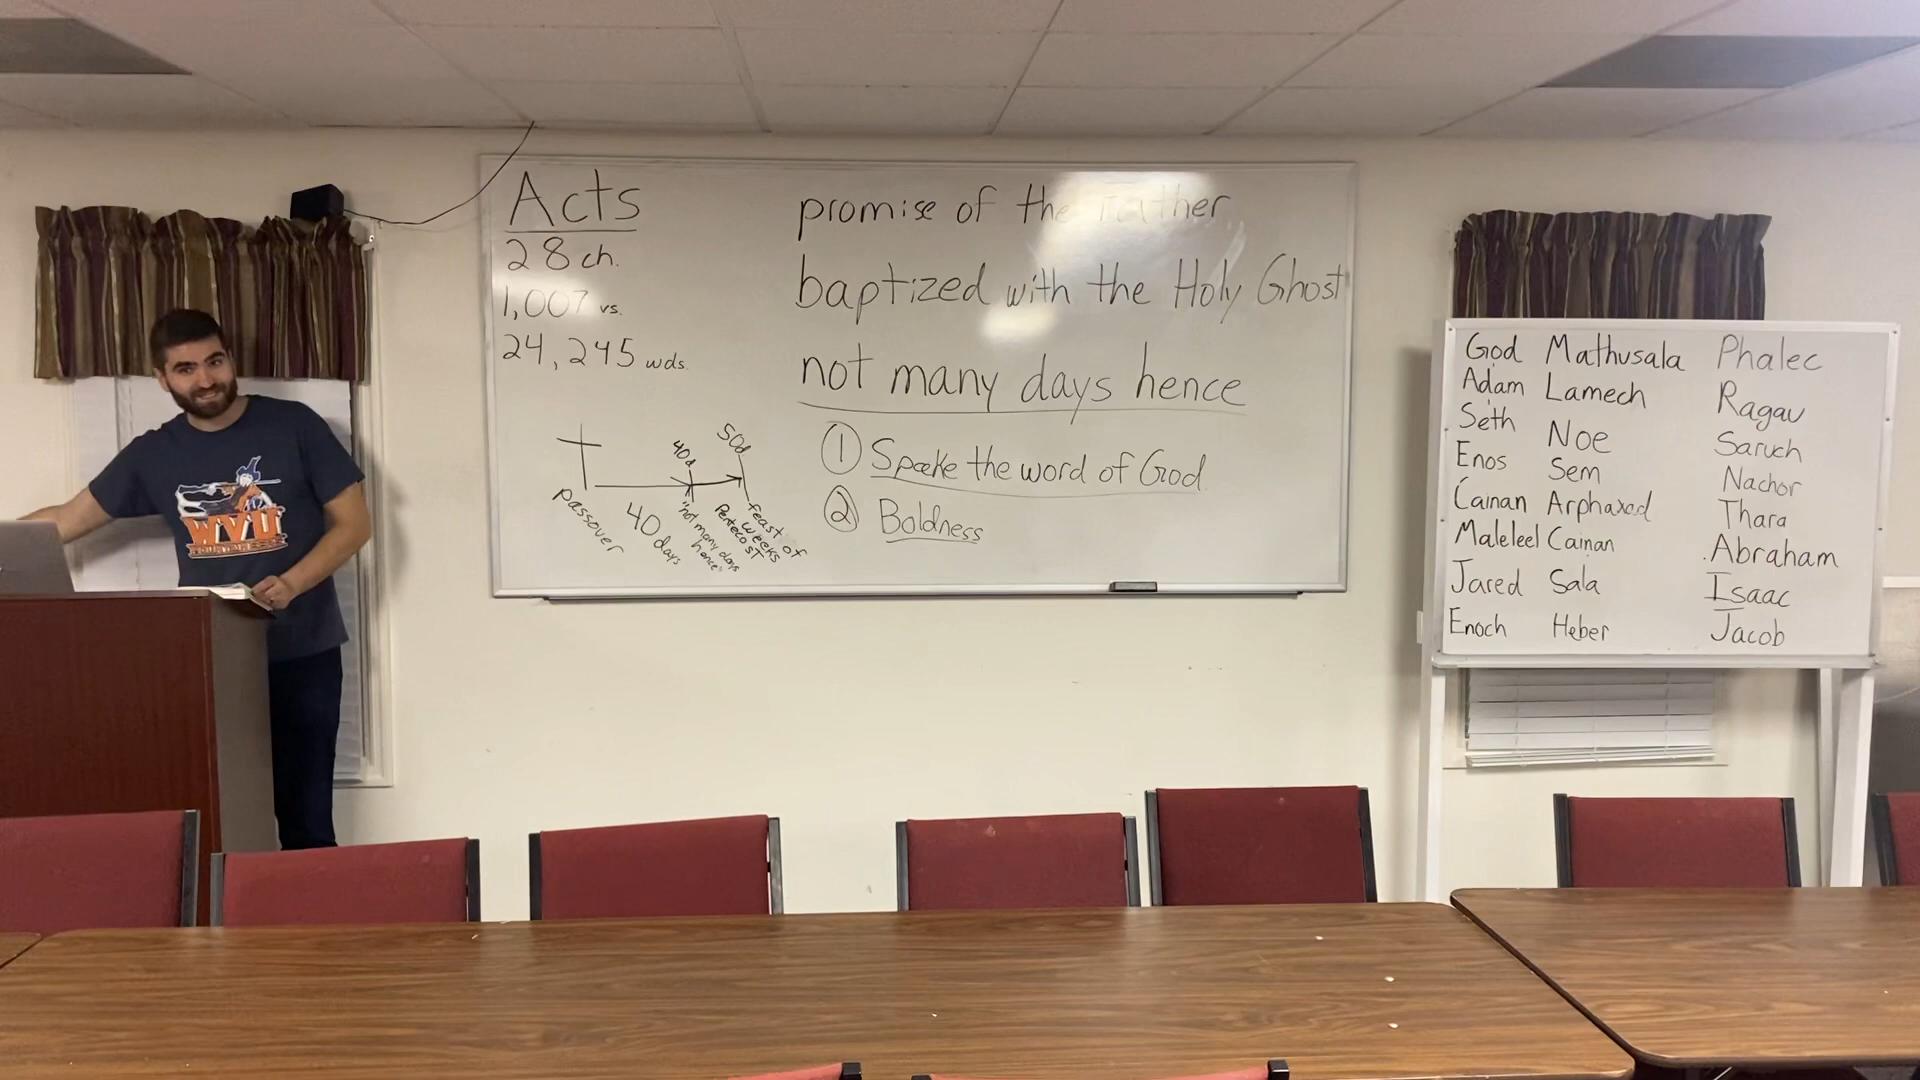 Acts
28 ch.
1,007 vs.
24,245 wds.
passover
40 days
40d
"not many days
hence"
50d
feast of
weeks
Pentecost
promise of the Father
baptized with the Holy Ghost
not many days hence
1 Spake the word of God
2 Boldness
WVU
MOUNTAINEERS
God Mathusala Phalec
Adam Lamech Ragau
Seth Noe Saruch
Enos Sem Nachor
Cainan Arphaxad Thara
Maleleel Cainan Abraham
Jared Sala Isaac
Enoch Heber Jacob